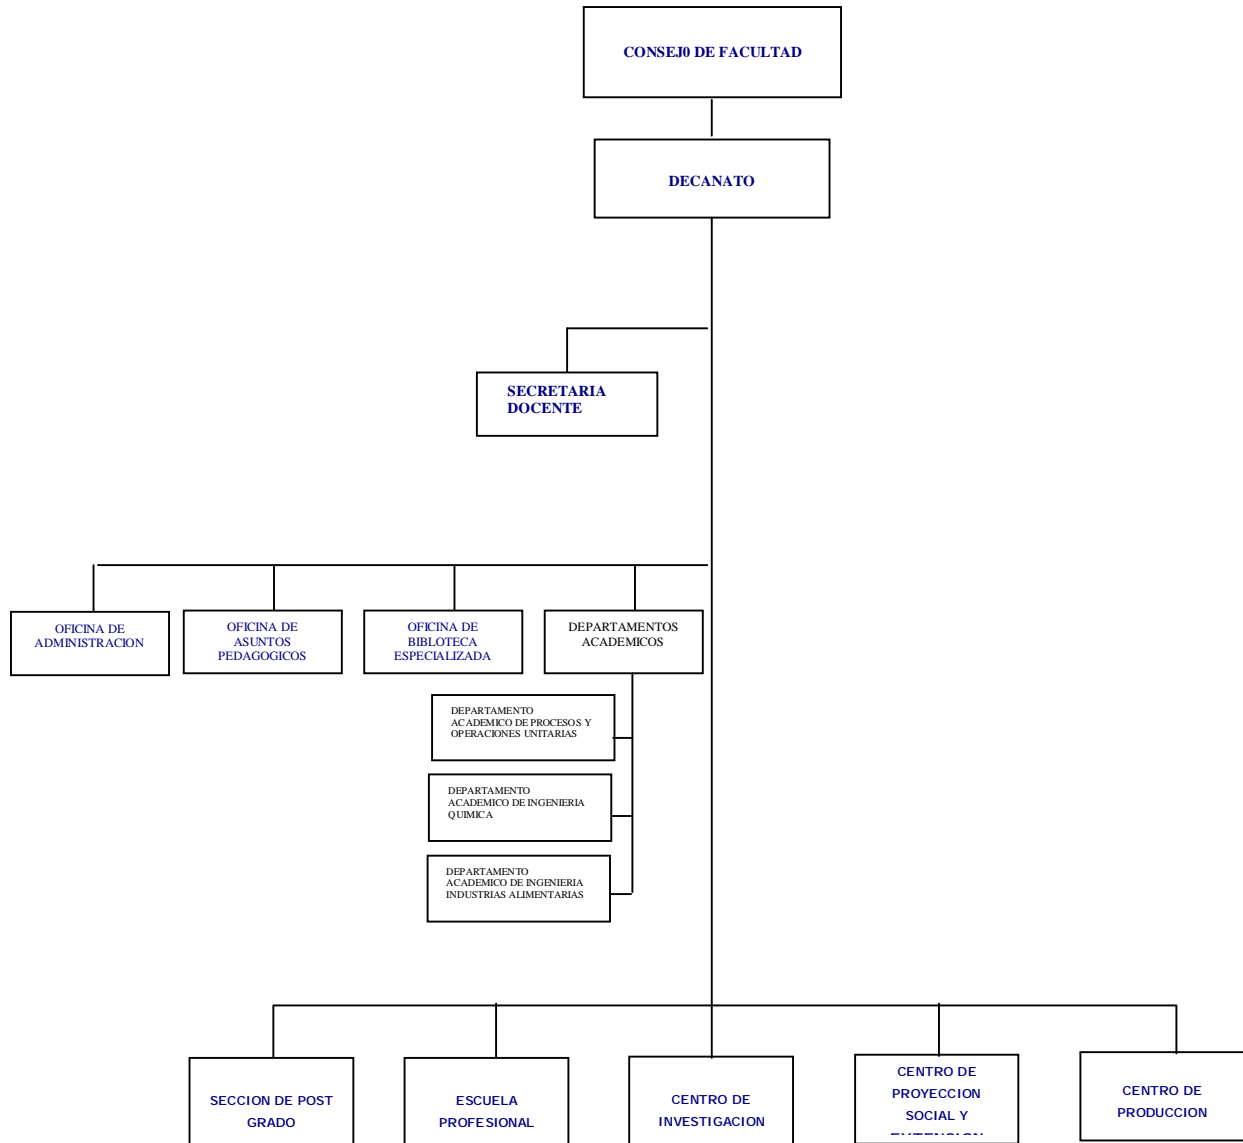 CONSEJ0 DE FACULTAD
DECANATO
SECRETARIA
DOCENTE
OFICINA DE
ADMINISTRACION
OFICINA DE
ASUNTOS
PEDAGOGICOS
OFICINA DE
BIBLOTECA
ESPECIALIZADA
DEPARTAMENTOS
ACADEMICOS
DEPARTAMENTO
ACADEMICO DE PROCESOS Y
OPERACIONES UNITARIAS
DEPARTAMENTO
ACADEMICO DE INGENIERIA
QUIMICA
DEPARTAMENTO
ACADEMICO DE INGENIERIA
INDUSTRIAS ALIMENTARIAS
SECCION DE POST
GRADO
ESCUELA
PROFESIONAL
CENTRO DE
INVESTIGACION
CENTRO DE
PROYECCION
SOCIAL Y
EXTENCION
CENTRO DE
PRODUCCION